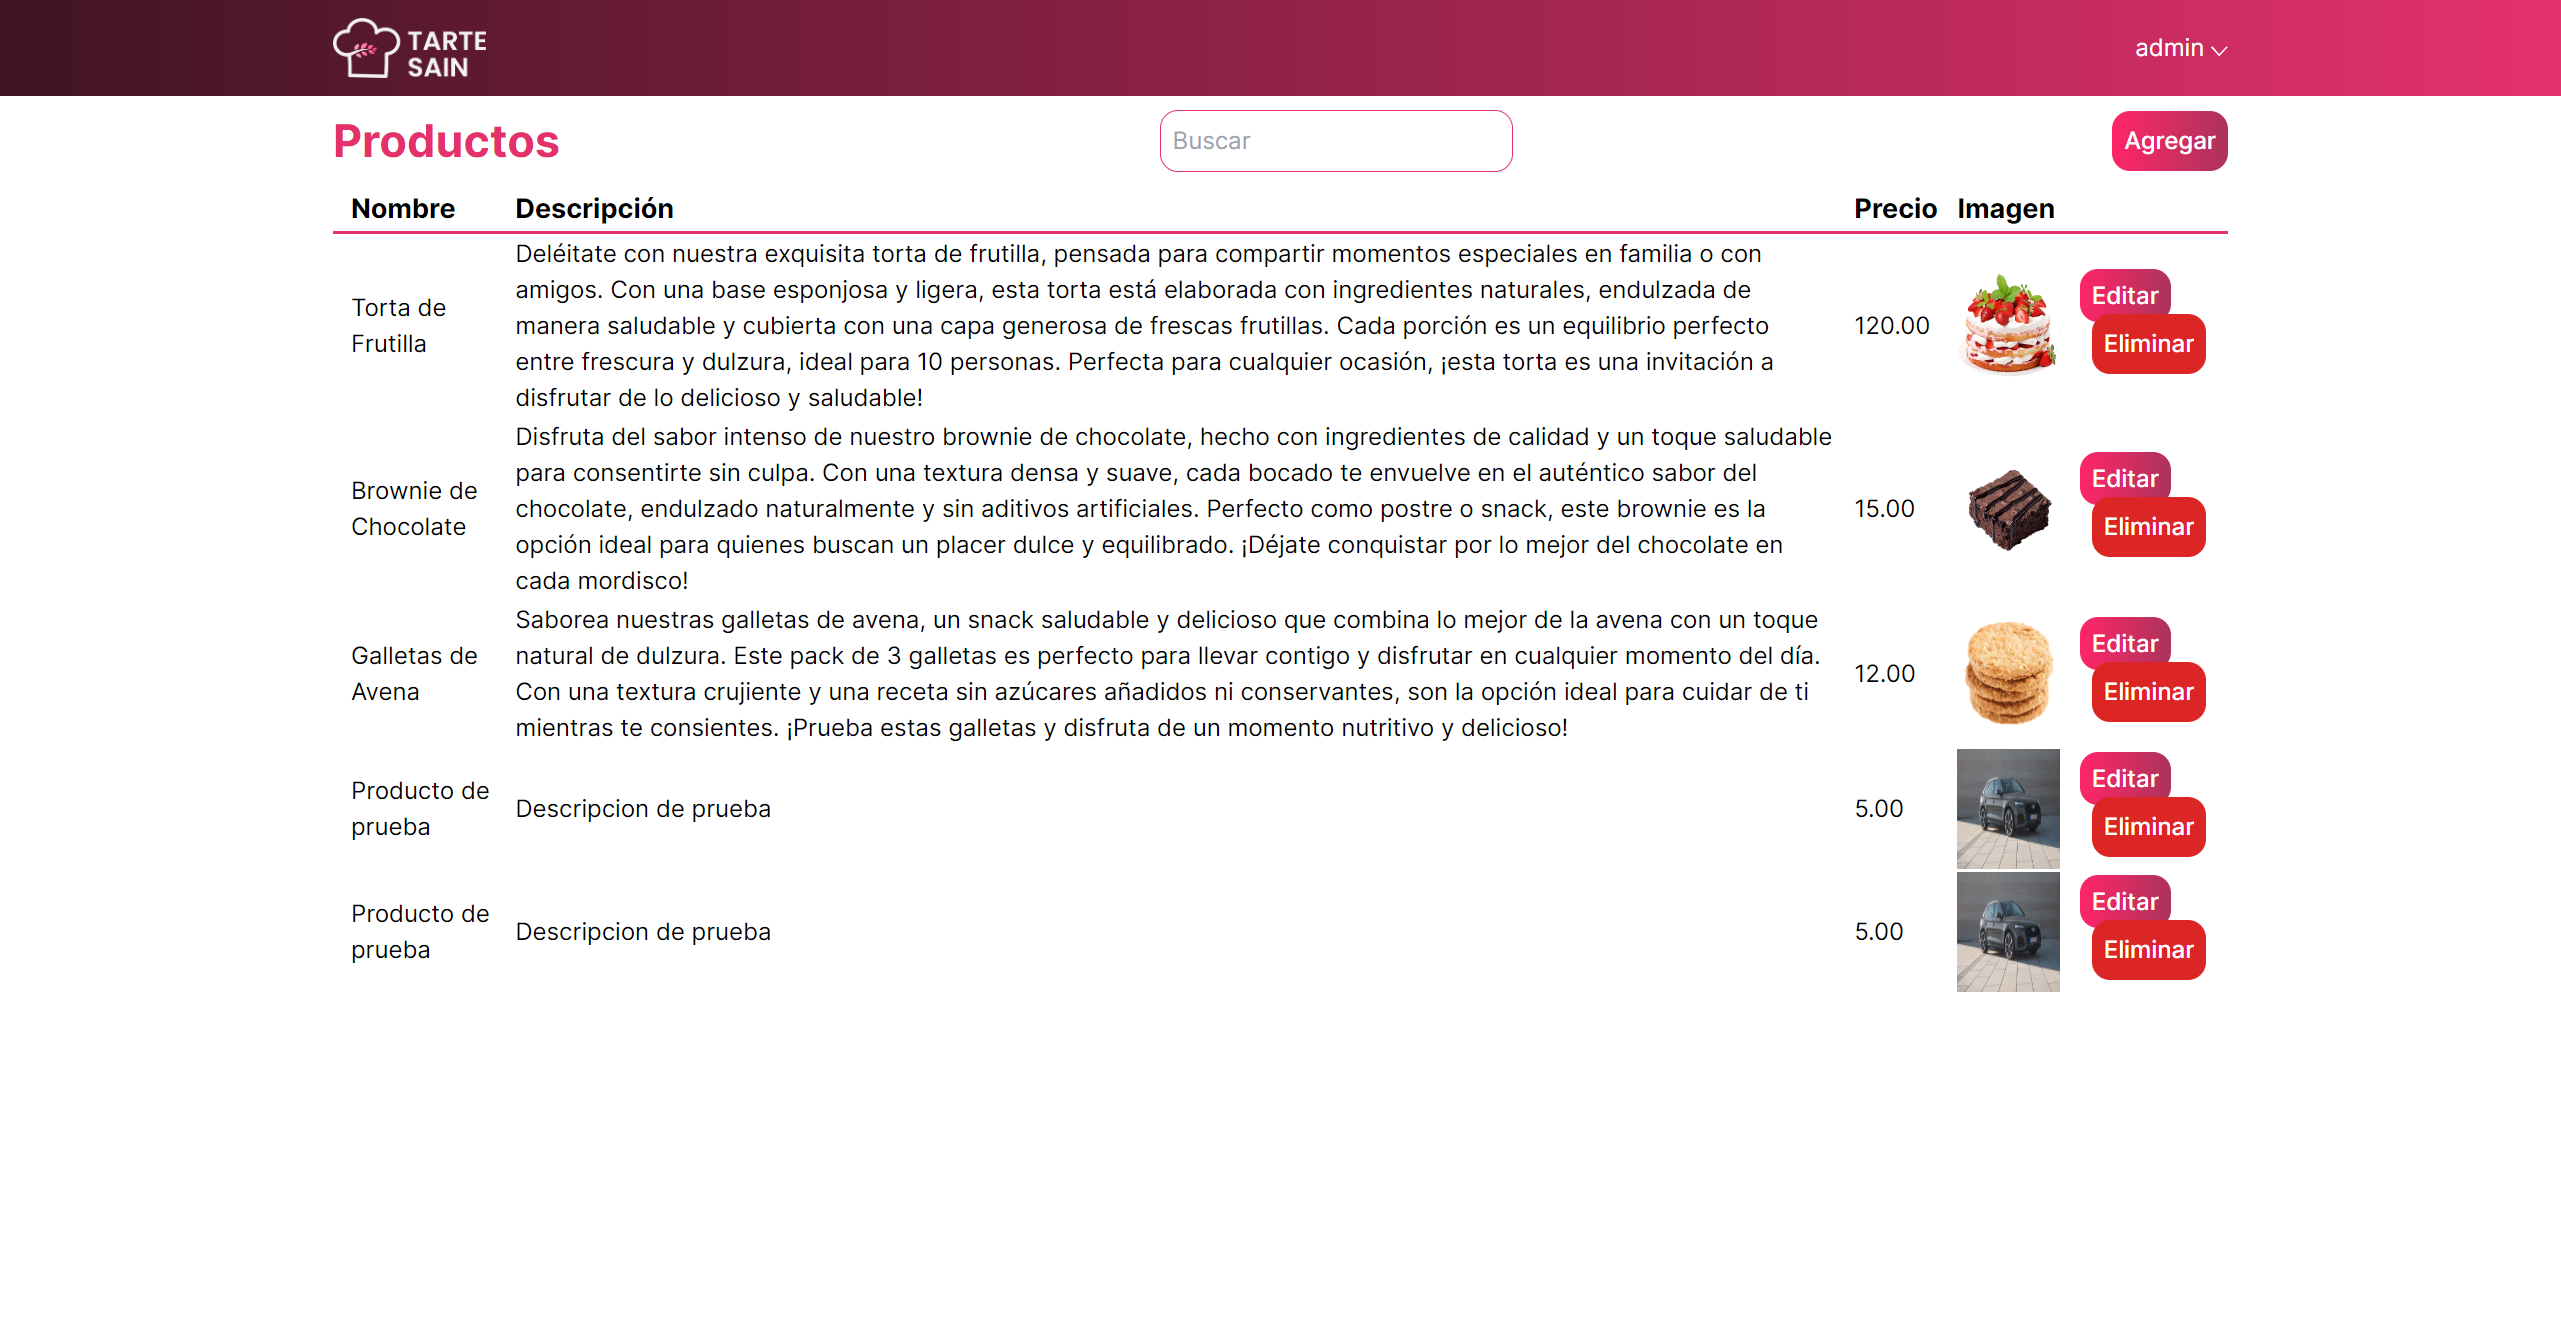 TARTE
SAIN
admin
Productos
Buscar
Agregar
Nombre Descripción Precio Imagen
Torta de
Frutilla
Deléitate con nuestra exquisita torta de frutilla, pensada para compartir momentos especiales en familia o con
amigos. Con una base esponjosa y ligera, esta torta está elaborada con ingredientes naturales, endulzada de
manera saludable y cubierta con una capa generosa de frescas frutillas. Cada porción es un equilibrio perfecto
entre frescura y dulzura, ideal para 10 personas. Perfecta para cualquier ocasión, ¡esta torta es una invitación a
disfrutar de lo delicioso y saludable!
120.00
Editar
Eliminar
Brownie de
Chocolate
Disfruta del sabor intenso de nuestro brownie de chocolate, hecho con ingredientes de calidad y un toque saludable
para consentirte sin culpa. Con una textura densa y suave, cada bocado te envuelve en el auténtico sabor del
chocolate, endulzado naturalmente y sin aditivos artificiales. Perfecto como postre o snack, este brownie es la
opción ideal para quienes buscan un placer dulce y equilibrado. ¡Déjate conquistar por lo mejor del chocolate en
cada mordisco!
15.00
Editar
Eliminar
Galletas de
Avena
Saborea nuestras galletas de avena, un snack saludable y delicioso que combina lo mejor de la avena con un toque
natural de dulzura. Este pack de 3 galletas es perfecto para llevar contigo y disfrutar en cualquier momento del día.
Con una textura crujiente y una receta sin azúcares añadidos ni conservantes, son la opción ideal para cuidar de ti
mientras te consientes. ¡Prueba estas galletas y disfruta de un momento nutritivo y delicioso!
12.00
Editar
Eliminar
Producto de
prueba
Descripcion de prueba
5.00
Editar
Eliminar
Producto de
prueba
Descripcion de prueba
5.00
Editar
Eliminar